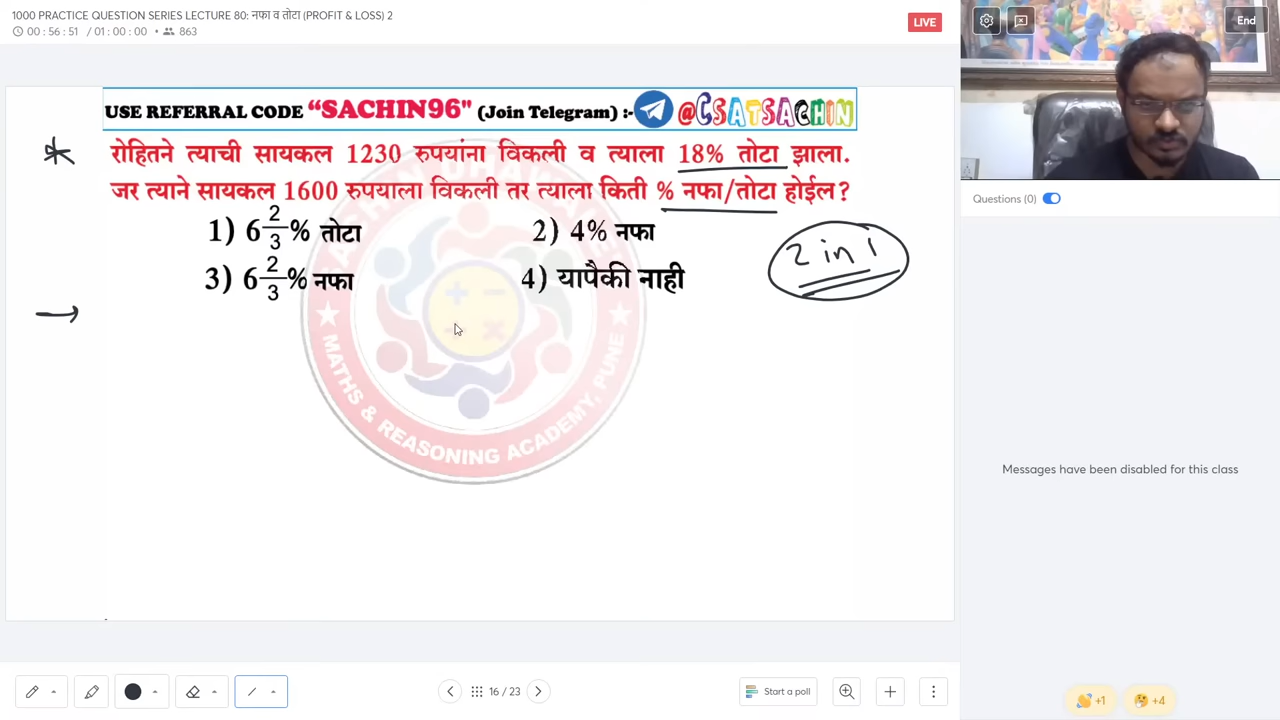 1000 PRACTICE QUESTION SERIES LECTURE 80: नफा व तोटा (PROFIT & LOSS) 2
00 : 56 : 51 / 01 : 00 : 00 • 863
LIVE
End
USE REFERRAL CODE “SACHIN96" (Join Telegram) :- @CSATSACHIN
रोहितने त्याची सायकल 1230 रुपयांना विकली व त्याला 18% तोटा झाला.
जर त्याने सायकल 1600 रुपयाला विकली तर त्याला किती % नफा/तोटा होईल?
1) 6 2/3 % तोटा 2) 4% नफा
3) 6 2/3 % नफा 4) यापैकी नाही
2 in 1
MATHS & REASONING ACADEMY, PUNE
Questions (0)
Messages have been disabled for this class
16 / 23
Start a poll
+1 +4